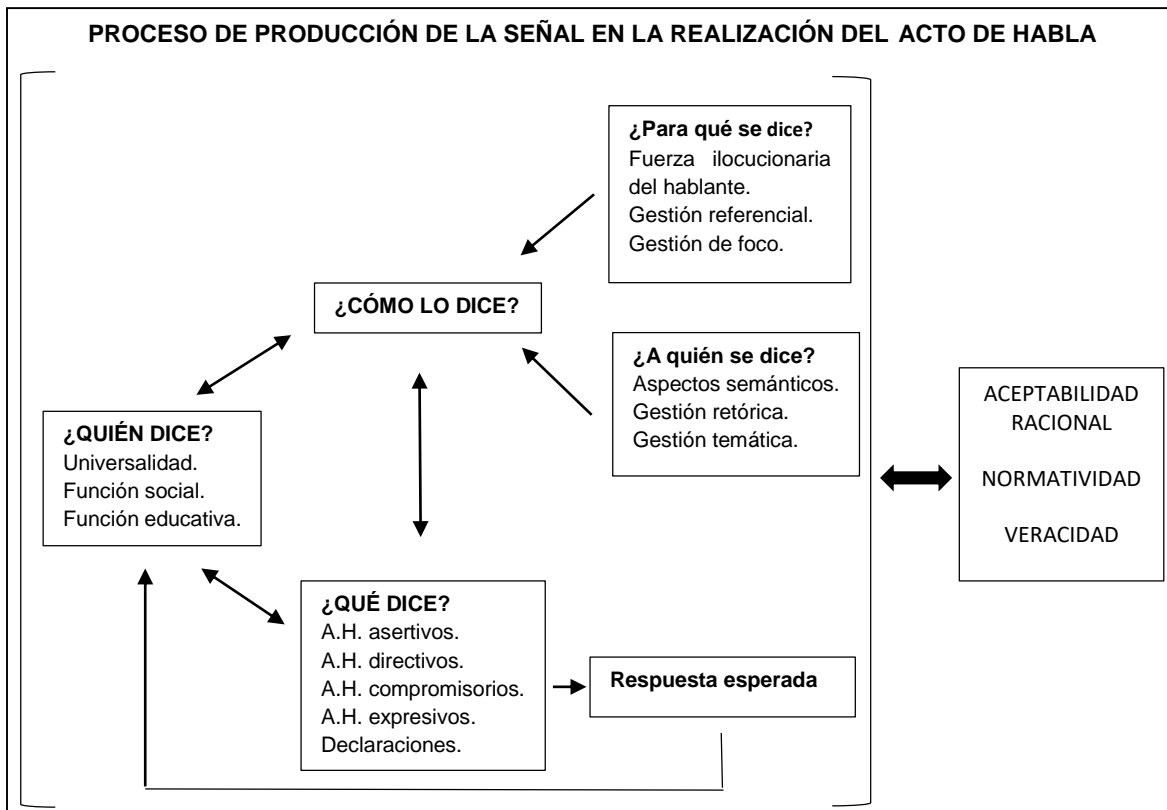 PROCESO DE PRODUCCIÓN DE LA SEÑAL EN LA REALIZACIÓN DEL ACTO DE HABLA
¿Para qué se dice?
Fuerza ilocucionaria
del hablante.
Gestión referencial.
Gestión de foco.
¿CÓMO LO DICE?
¿A quién se dice?
Aspectos semánticos.
Gestión retórica.
Gestión temática.
¿QUIÉN DICE?
Universalidad.
Función social.
Función educativa.
¿QUÉ DICE?
A.H. asertivos.
A.H. directivos.
A.H. compromisorios.
A.H. expresivos.
Declaraciones.
Respuesta esperada
ACEPTABILIDAD
RACIONAL
NORMATIVIDAD
VERACIDAD